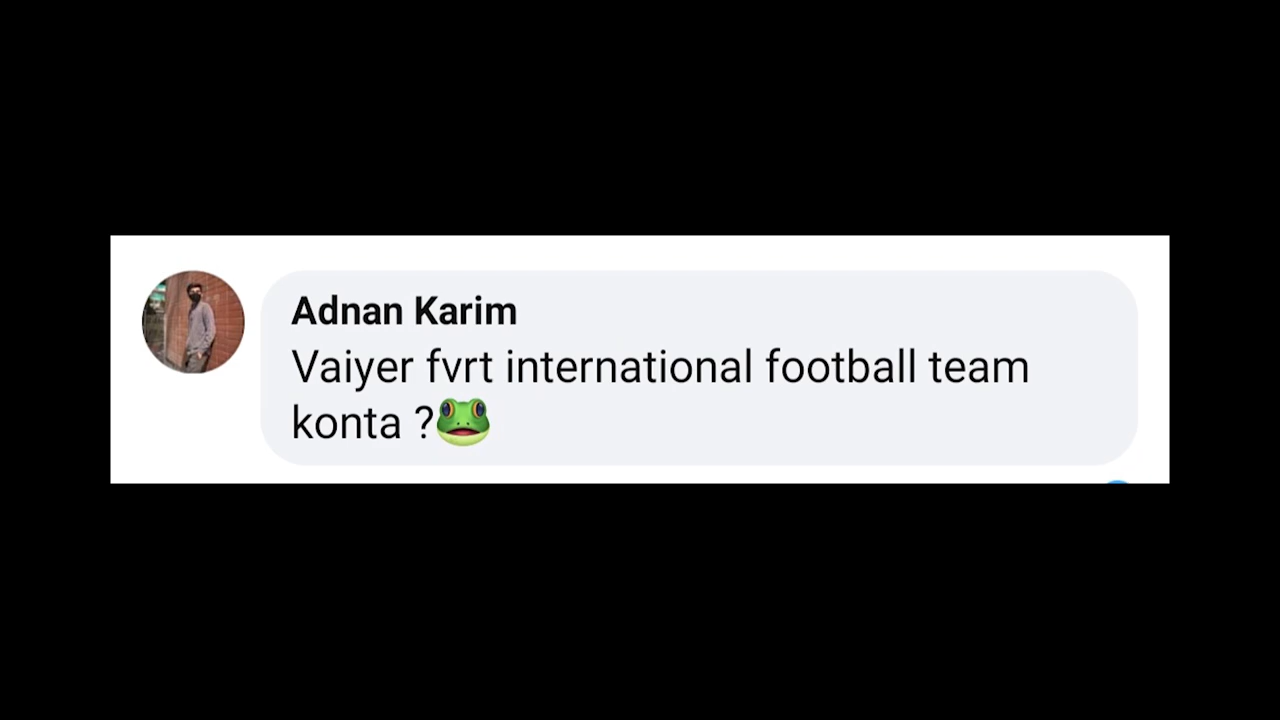 Adnan Karim
Vaiyer fvrt international football team
konta ?🐸